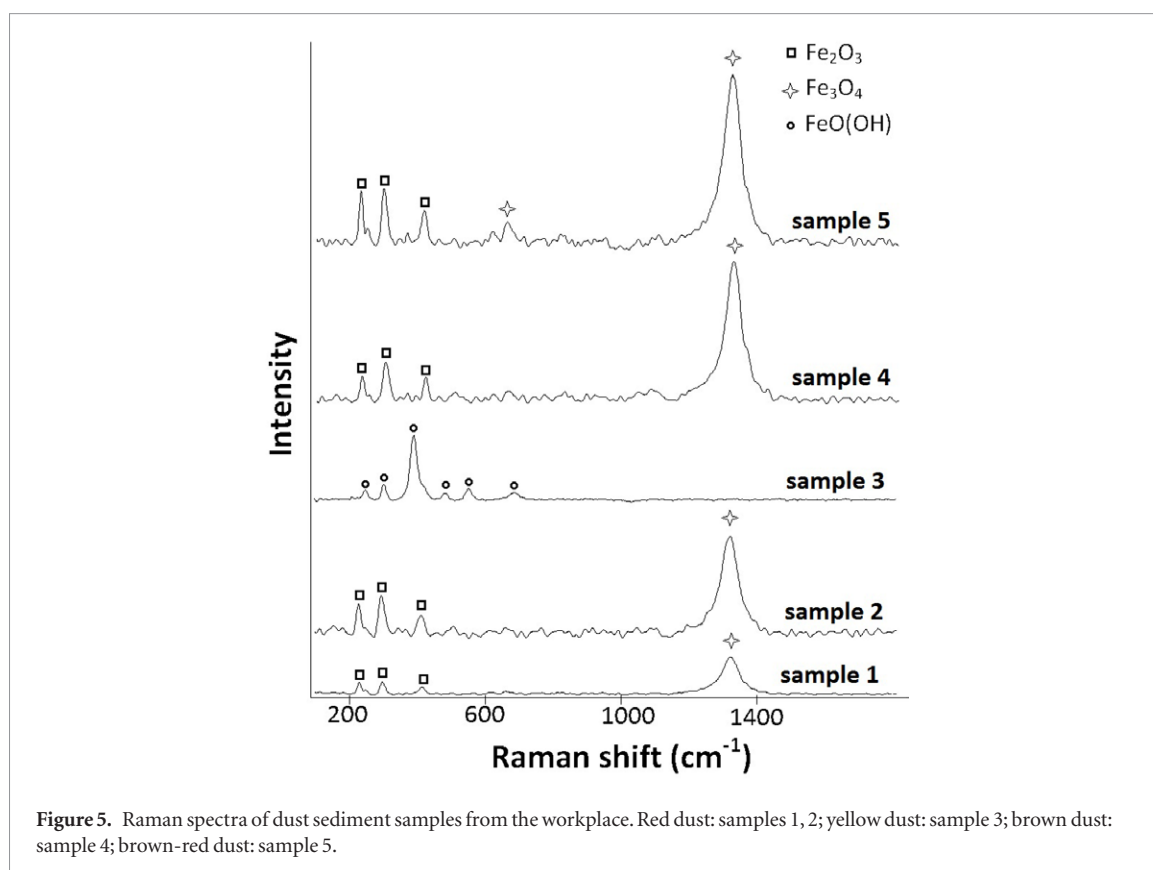 Fe₂O₃
Fe₃O₄
FeO(OH)
sample 5
sample 4
sample 3
sample 2
sample 1
Intensity
200 600 1000 1400
Raman shift (cm⁻¹)
Figure 5. Raman spectra of dust sediment samples from the workplace. Red dust: samples 1, 2; yellow dust: sample 3; brown dust:
sample 4; brown-red dust: sample 5.